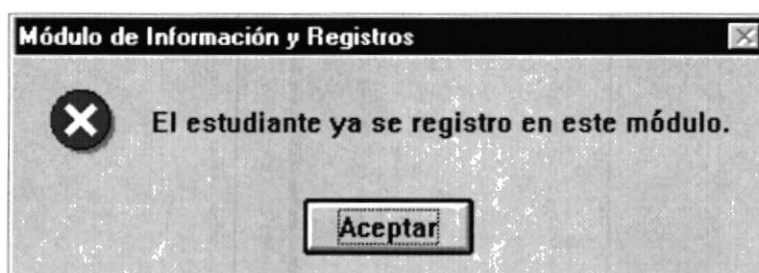 Módulo de Información y Registros
El estudiante ya se registro en este módulo.
Aceptar